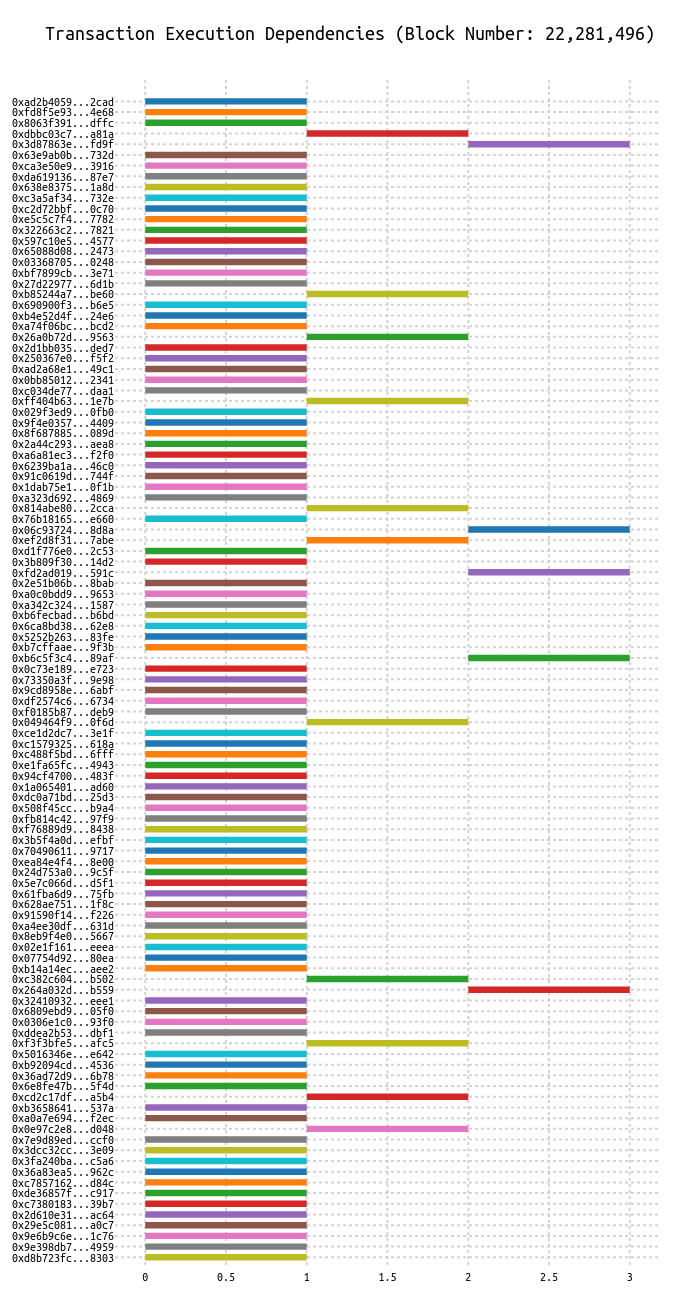 Transaction Execution Dependencies (Block Number: 22,281,496)
0xad2b4059...2cad
0xfd8f5e93...4e68
0x8063f391...dffc
0xdbbc03c7...a81a
0x3d87863e...fd9f
0x63e9ab0b...732d
0xca3e50e9...3916
0xda619136...87e7
0x638e8375...1a8d
0xc3a5af34...732e
0xc2d72bbf...0c70
0xe5c5c7f4...7782
0x322663c2...7821
0x597c10e5...4577
0x65088d08...2473
0x03368705...0248
0xbf7899cb...3e71
0x27d22977...6d1b
0xb85244a7...be60
0x690900f3...b6e5
0xb4e52d4f...24e6
0xa74f06bc...bcd2
0x26a0b72d...9563
0x2d1bb035...ded7
0x250367e0...f5f2
0xad2a68e1...49c1
0x0bb85012...2341
0xc034de77...daa1
0xff404b63...1e7b
0x029f3ed9...0fb0
0x9f4e0357...4409
0x8f687885...089d
0x2a44c293...aea8
0xa6a81ec3...f2f0
0x6239ba1a...46c0
0x91c0619d...744f
0x1dab75e1...0f1b
0xa323d692...4869
0x814abe80...2cca
0x76b18165...e660
0x06c93724...8d8a
0xef2d8f31...7abe
0xd1f776e0...2c53
0x3b809f30...14d2
0xfd2ad019...591c
0x2e51b06b...8bab
0xa0c0bdd9...9653
0xa342c324...1587
0xb6fecbad...b6bd
0x6ca8bd38...62e8
0x5252b263...83fe
0xb7cffaae...9f3b
0xb6c5f3c4...89af
0x0c73e189...e723
0x73350a3f...9e98
0x9cd8958e...6abf
0xdf2574c6...6734
0xf0185b87...deb9
0x049464f9...0f6d
0xce1d2dc7...3e1f
0xc1579325...618a
0xc488f5bd...6fff
0xe1fa65fc...4943
0x94cf4700...483f
0x1a065401...ad60
0xdc0a71bd...25d3
0x508f45cc...b9a4
0xfb814c42...97f9
0xf76889d9...8438
0x3b5f4a0d...efbf
0x70490611...9717
0xea84e4f4...8e00
0x24d753a0...9c5f
0x5e7c066d...d5f1
0x61fba6d9...75fb
0x628ae751...1f8c
0x91590f14...f226
0xa4ee30df...631d
0x8eb9f4e0...5667
0x02e1f161...eeea
0x07754d92...80ea
0xb14a14ec...aee2
0xc382c604...b502
0x264a032d...b559
0x32410932...eee1
0x6809ebd9...05f0
0x0306e1c0...93f0
0xddea2b53...dbf1
0xf3f3bfe5...afc5
0x5016346e...e642
0xb92094cd...4536
0x36ad72d9...6b78
0x6e8fe47b...5f4d
0xcd2c17df...a5b4
0xb3658641...537a
0xa0a7e694...f2ec
0x0e97c2e8...d048
0x7e9d89ed...ccf0
0x3dcc32cc...3e09
0x3fa240ba...c5a6
0x36a83ea5...962c
0xc7857162...d84c
0xde36857f...c917
0xc7380183...39b7
0x2d610e31...ac64
0x29e5c081...a0c7
0x9e6b9c6e...1c76
0x9e398db7...4959
0xd8b723fc...8303
0 0.5 1 1.5 2 2.5 3